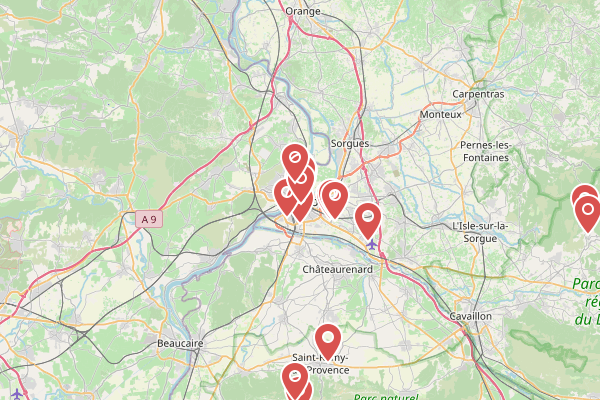 Orange
Carpentras
Monteux
Sorgues
Pernes-les-
Fontaines
A 9
L'Isle-sur-la-
Sorgue
Châteaurenard
Parc
ré
du L
Cavaillon
Beaucaire
Saint-Rémy-
Provence
Parc naturel